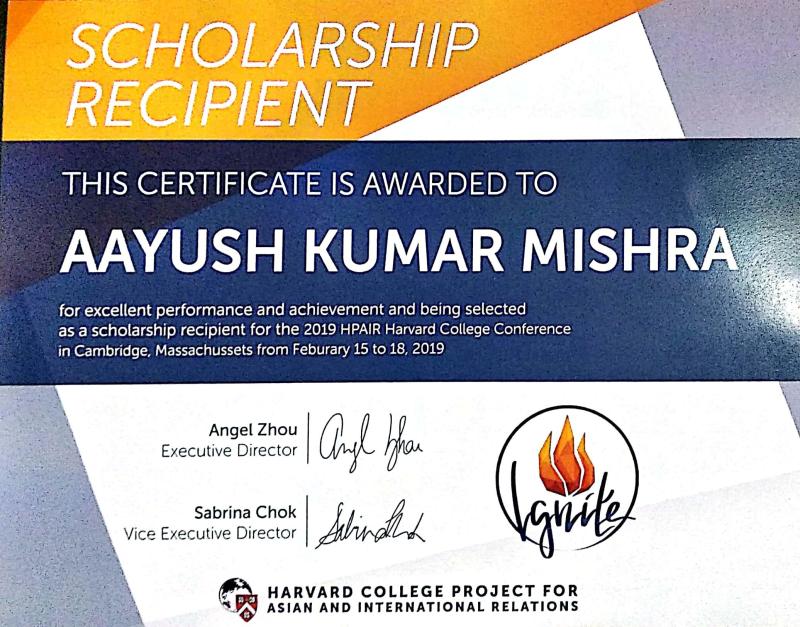 SCHOLARSHIP
RECIPIENT
THIS CERTIFICATE IS AWARDED TO
AAYUSH KUMAR MISHRA
for excellent performance and achievement and being selected
as a scholarship recipient for the 2019 HPAIR Harvard College Conference
in Cambridge, Massachussets from Feburary 15 to 18, 2019
Angel Zhou
Executive Director
Angel Zhou
Sabrina Chok
Vice Executive Director
Sabrina Chok
Ignite
HARVARD COLLEGE PROJECT FOR
ASIAN AND INTERNATIONAL RELATIONS